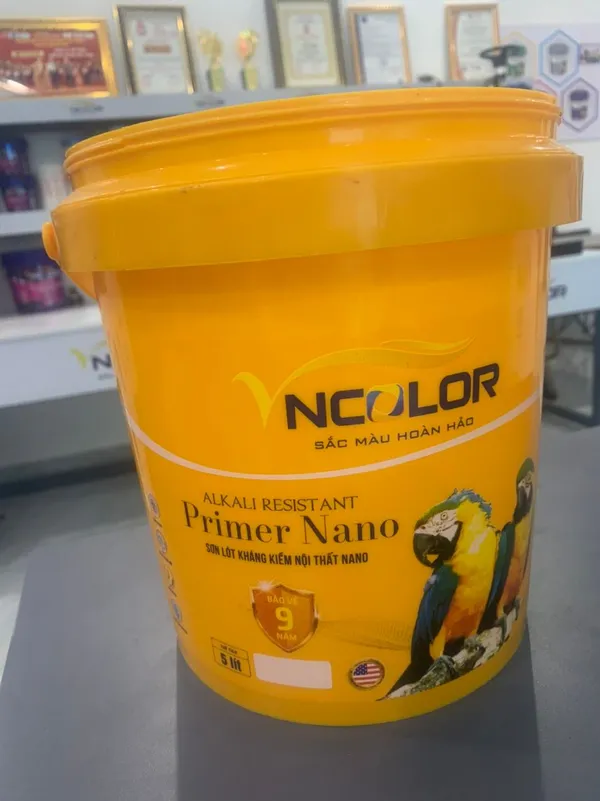 VNCOLOR
SẮC MÀU HOÀN HẢO
ALKALI RESISTANT
Primer Nano
SƠN LÓT KHÁNG KIỀM NỘI THẤT NANO
BẢO VỆ
9
NĂM
5 lít